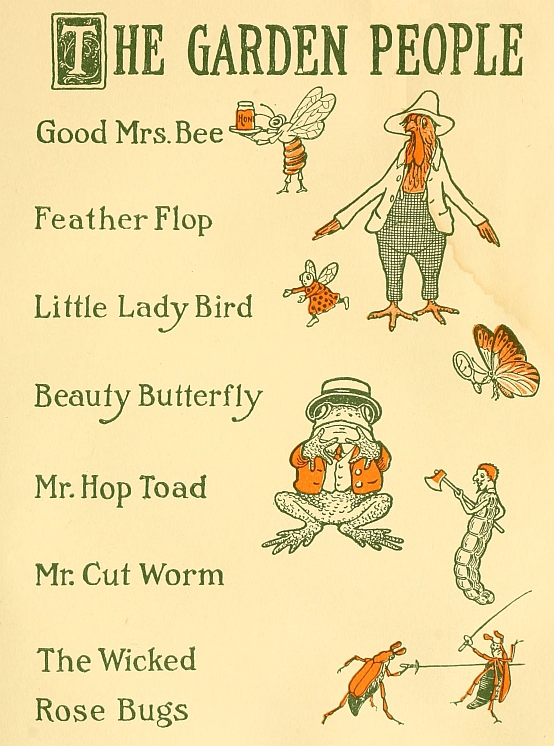 THE GARDEN PEOPLE
Good Mrs. Bee
HON
Feather Flop
Little Lady Bird
Beauty Butterfly
Mr. Hop Toad
Mr. Cut Worm
The Wicked
Rose Bugs